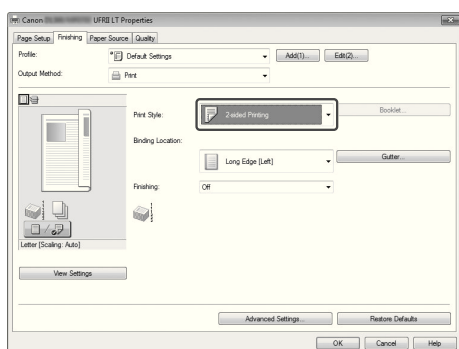 Canon UFRII LT Properties
Page Setup Finishing Paper Source Quality
Profile: Default Settings Add(1)... Edit(2)...
Output Method: Print
Print Style: 2-sided Printing Booklet...
Binding Location:
Long Edge [Left] Gutter...
Finishing: Off
Letter [Scaling: Auto]
View Settings
Advanced Settings... Restore Defaults
OK Cancel Help